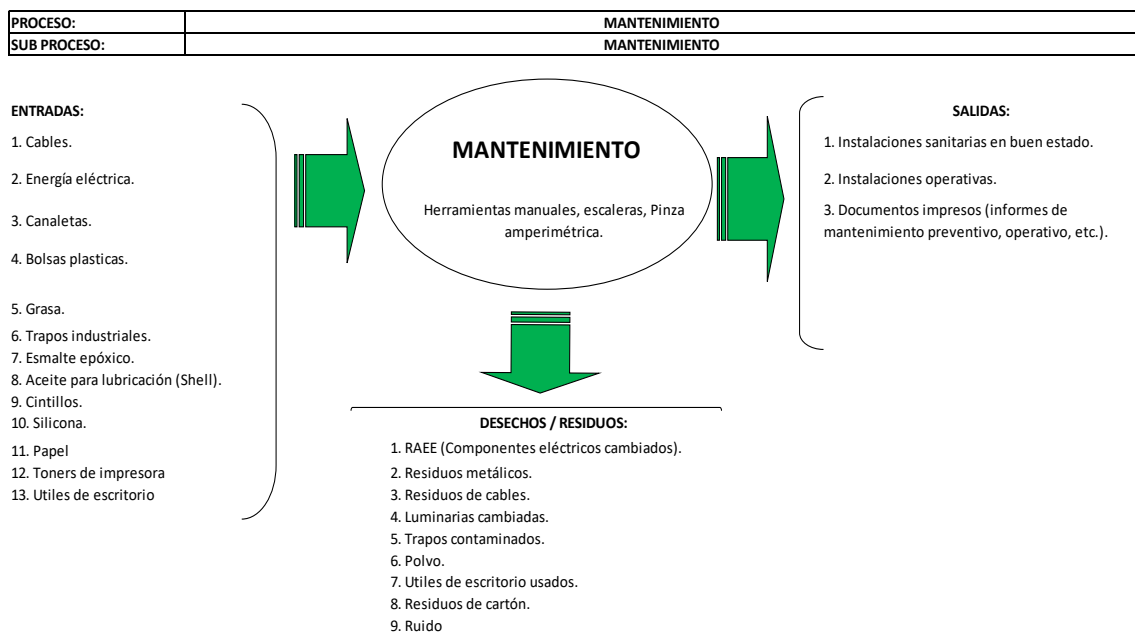 PROCESO: MANTENIMIENTO
SUB PROCESO: MANTENIMIENTO
ENTRADAS:
1. Cables.
2. Energía eléctrica.
3. Canaletas.
4. Bolsas plasticas.
5. Grasa.
6. Trapos industriales.
7. Esmalte epóxico.
8. Aceite para lubricación (Shell).
9. Cintillos.
10. Silicona.
11. Papel
12. Toners de impresora
13. Utiles de escritorio
MANTENIMIENTO
Herramientas manuales, escaleras, Pinza
amperimétrica.
SALIDAS:
1. Instalaciones sanitarias en buen estado.
2. Instalaciones operativas.
3. Documentos impresos (informes de
mantenimiento preventivo, operativo, etc.).
DESECHOS / RESIDUOS:
1. RAEE (Componentes eléctricos cambiados).
2. Residuos metálicos.
3. Residuos de cables.
4. Luminarias cambiadas.
5. Trapos contaminados.
6. Polvo.
7. Utiles de escritorio usados.
8. Residuos de cartón.
9. Ruido